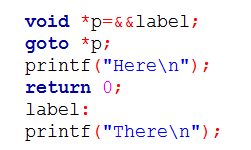 void *p=&&label;
goto *p;
printf("Here\n");
return 0;
label:
printf("There\n");